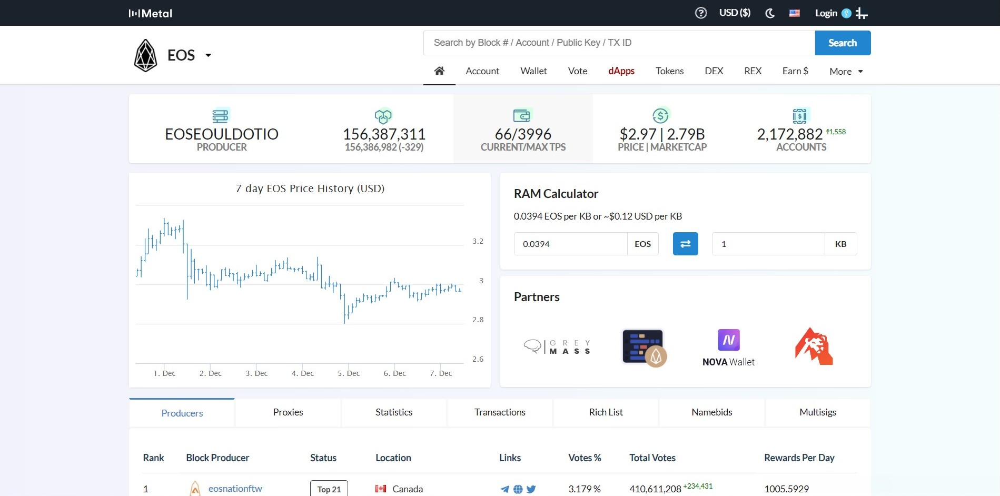 Metal
USD ($)
Login
EOS
Search by Block # / Account / Public Key / TX ID
Search
Account
Wallet
Vote
dApps
Tokens
DEX
REX
Earn $
More
EOSEOULDOTIO
PRODUCER
156,387,311
156,386,982 (-329)
66/3996
CURRENT/MAX TPS
$2.97 | 2.79B
PRICE | MARKETCAP
2,172,882 ↑1,558
ACCOUNTS
7 day EOS Price History (USD)
3.2
3
2.8
2.6
1. Dec
2. Dec
3. Dec
4. Dec
5. Dec
6. Dec
7. Dec
RAM Calculator
0.0394 EOS per KB or ~$0.12 USD per KB
0.0394
EOS
1
KB
Partners
GREY
MASS
NOVA Wallet
Producers
Proxies
Statistics
Transactions
Rich List
Namebids
Multisigs
Rank
Block Producer
Status
Location
Links
Votes %
Total Votes
Rewards Per Day
1
eosnationftw
Top 21
Canada
3.179 %
410,611,208 +234,431
1005.5929